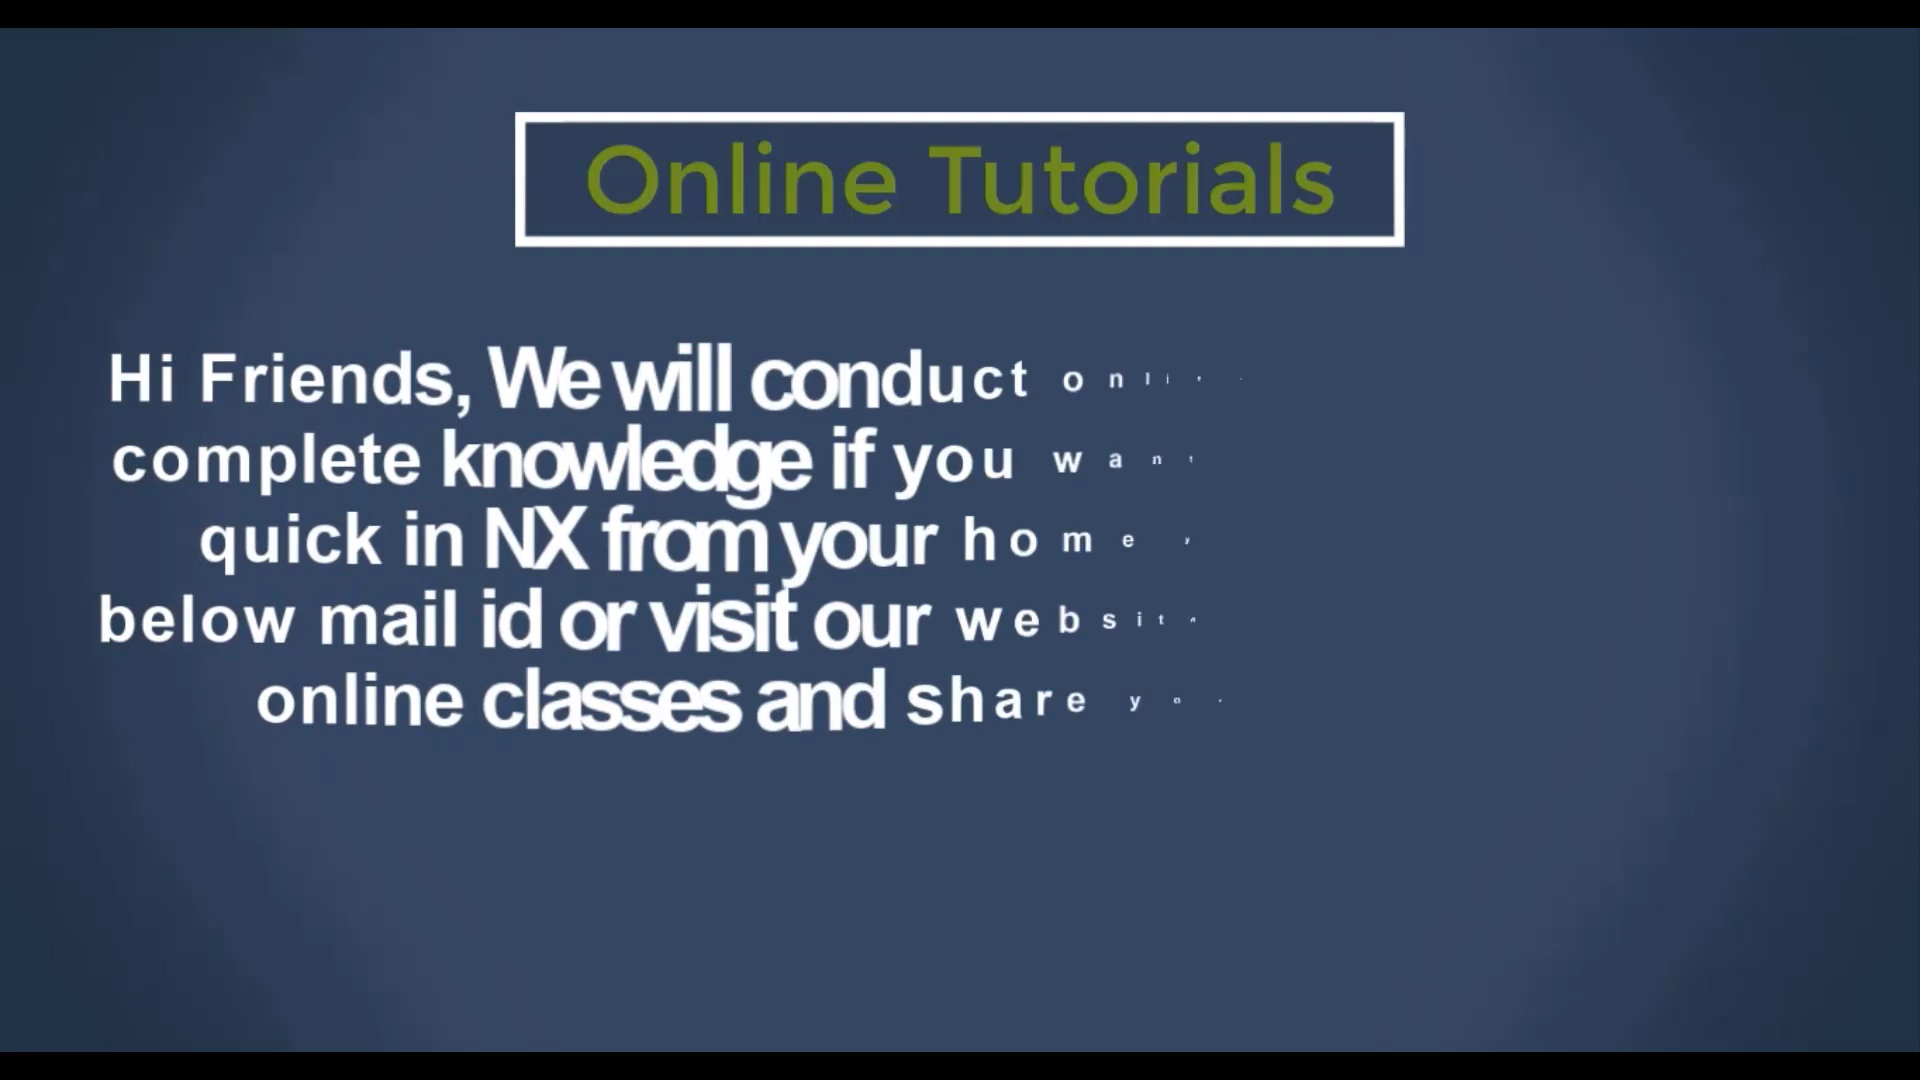 Online Tutorials
Hi Friends, We will conduct
complete knowledge if you
quick in NX from your home
below mail id or visit our
online classes and share